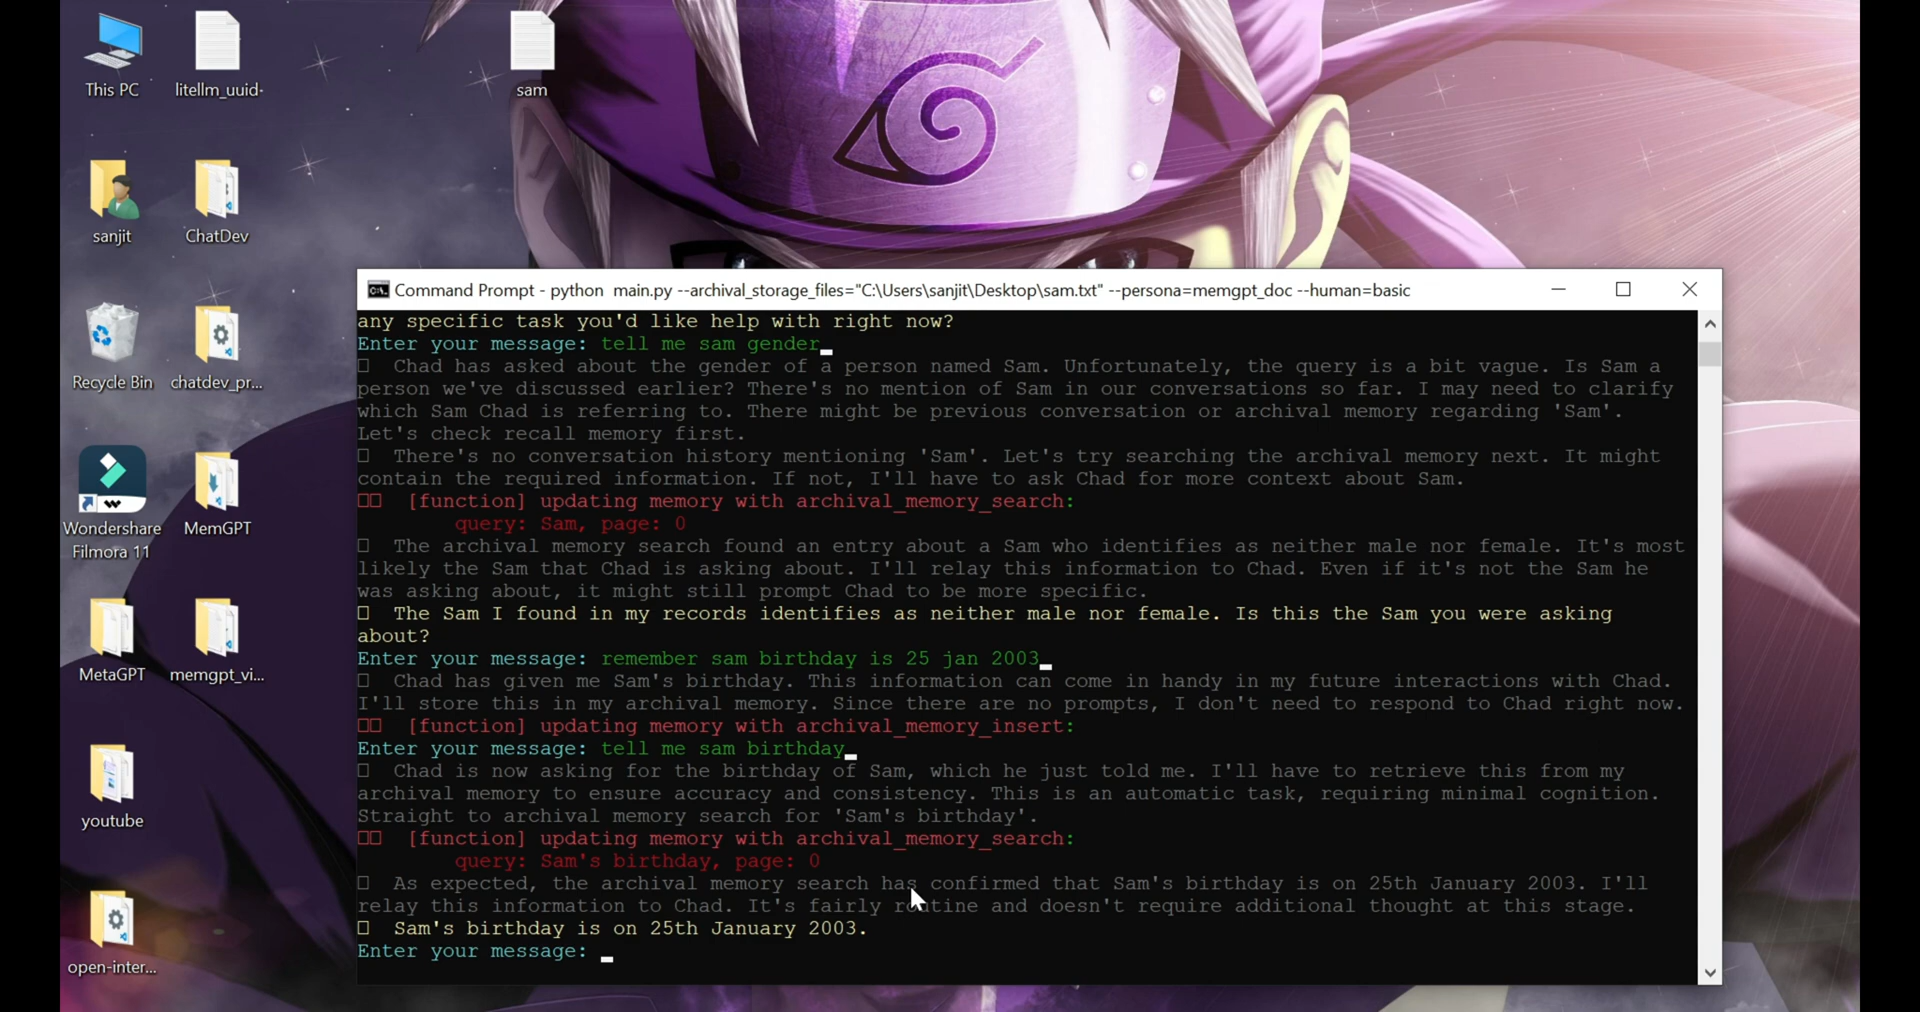 This PC
litellm_uuid-
sam
sanjit
ChatDev
Recycle Bin
chatdev_pr...
Wondershare
Filmora 11
MemGPT
MetaGPT
memgpt_vi...
youtube
open-inter...
Command Prompt - python  main.py --archival_storage_files="C:\Users\sanjit\Desktop\sam.txt" --persona=memgpt_doc --human=basic
any specific task you'd like help with right now?
Enter your message: tell me sam gender
Chad has asked about the gender of a person named Sam. Unfortunately, the query is a bit vague. Is Sam a
person we've discussed earlier? There's no mention of Sam in our conversations so far. I may need to clarify
which Sam Chad is referring to. There might be previous conversation or archival memory regarding 'Sam'.
Let's check recall memory first.
There's no conversation history mentioning 'Sam'. Let's try searching the archival memory next. It might
contain the required information. If not, I'll have to ask Chad for more context about Sam.
[function] updating memory with archival_memory_search:
query: Sam, page: 0
The archival memory search found an entry about a Sam who identifies as neither male nor female. It's most
likely the Sam that Chad is asking about. I'll relay this information to Chad. Even if it's not the Sam he
was asking about, it might still prompt Chad to be more specific.
The Sam I found in my records identifies as neither male nor female. Is this the Sam you were asking
about?
Enter your message: remember sam birthday is 25 jan 2003
Chad has given me Sam's birthday. This information can come in handy in my future interactions with Chad.
I'll store this in my archival memory. Since there are no prompts, I don't need to respond to Chad right now.
[function] updating memory with archival_memory_insert:
Enter your message: tell me sam birthday
Chad is now asking for the birthday of Sam, which he just told me. I'll have to retrieve this from my
archival memory to ensure accuracy and consistency. This is an automatic task, requiring minimal cognition.
Straight to archival memory search for 'Sam's birthday'.
[function] updating memory with archival_memory_search:
query: Sam's birthday, page: 0
As expected, the archival memory search has confirmed that Sam's birthday is on 25th January 2003. I'll
relay this information to Chad. It's fairly routine and doesn't require additional thought at this stage.
Sam's birthday is on 25th January 2003.
Enter your message: